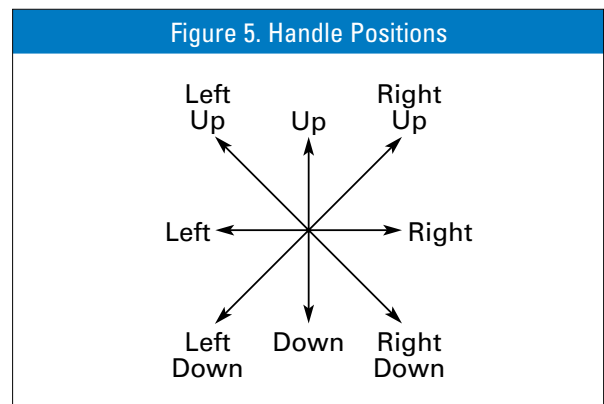 Figure 5. Handle Positions
Left
Up
Up
Right
Up
Left
Right
Left
Down
Down
Right
Down